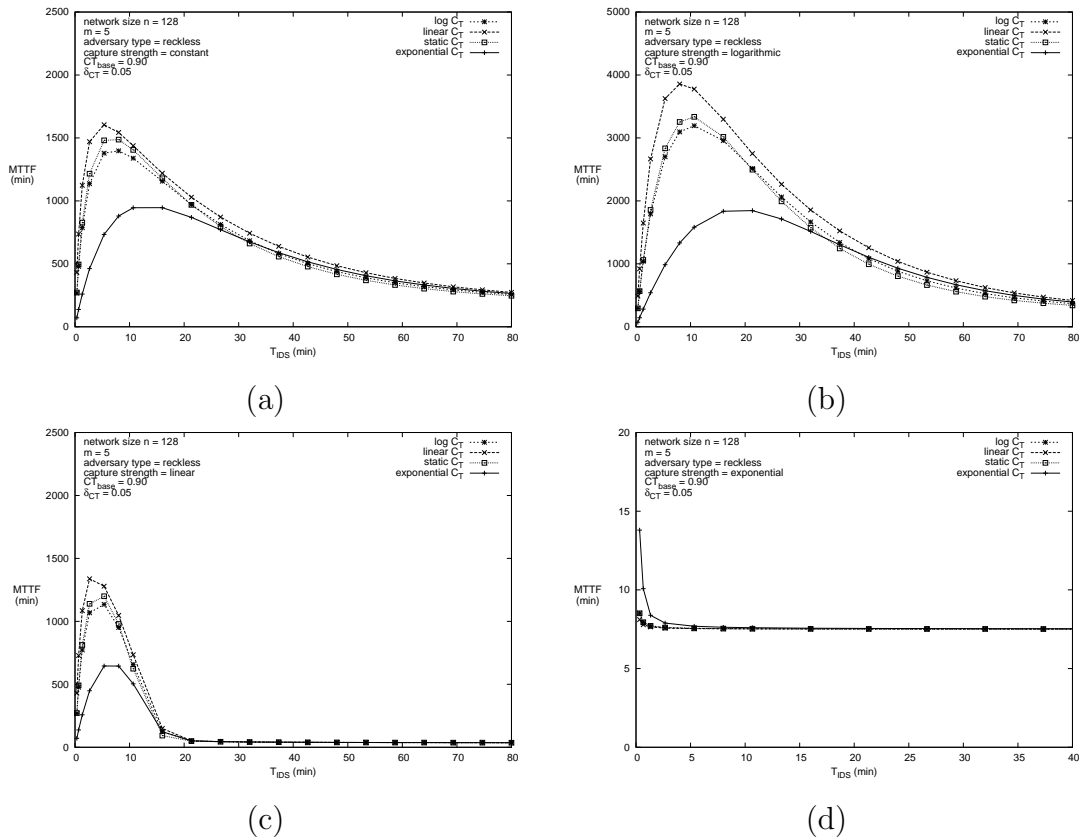 2500
2000
1500
1000
500
0
MTTF
(min)
network size n = 128
m = 5
adversary type = reckless
capture strength = constant
CT_base = 0.90
δ_CT = 0.05
log C_T
linear C_T
static C_T
exponential C_T
0 10 20 30 40 50 60 70 80
T_IDS (min)
(a)
5000
4000
3000
2000
1000
0
MTTF
(min)
network size n = 128
m = 5
adversary type = reckless
capture strength = logarithmic
CT_base = 0.90
δ_CT = 0.05
log C_T
linear C_T
static C_T
exponential C_T
0 10 20 30 40 50 60 70 80
T_IDS (min)
(b)
2500
2000
1500
1000
500
0
MTTF
(min)
network size n = 128
m = 5
adversary type = reckless
capture strength = linear
CT_base = 0.90
δ_CT = 0.05
log C_T
linear C_T
static C_T
exponential C_T
0 10 20 30 40 50 60 70 80
T_IDS (min)
(c)
20
15
10
5
0
MTTF
(min)
network size n = 128
m = 5
adversary type = reckless
capture strength = exponential
CT_base = 0.90
δ_CT = 0.05
log C_T
linear C_T
static C_T
exponential C_T
0 5 10 15 20 25 30 35 40
T_IDS (min)
(d)